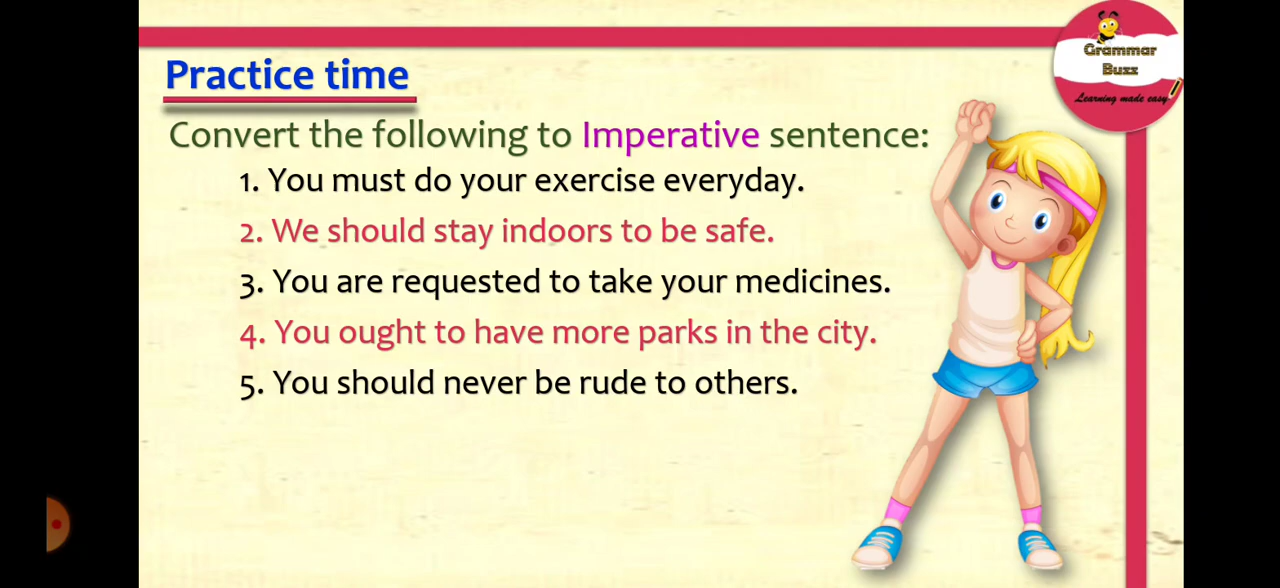 Grammar
Buzz
Learning made easy
Practice time
Convert the following to Imperative sentence:
1. You must do your exercise everyday.
2. We should stay indoors to be safe.
3. You are requested to take your medicines.
4. You ought to have more parks in the city.
5. You should never be rude to others.